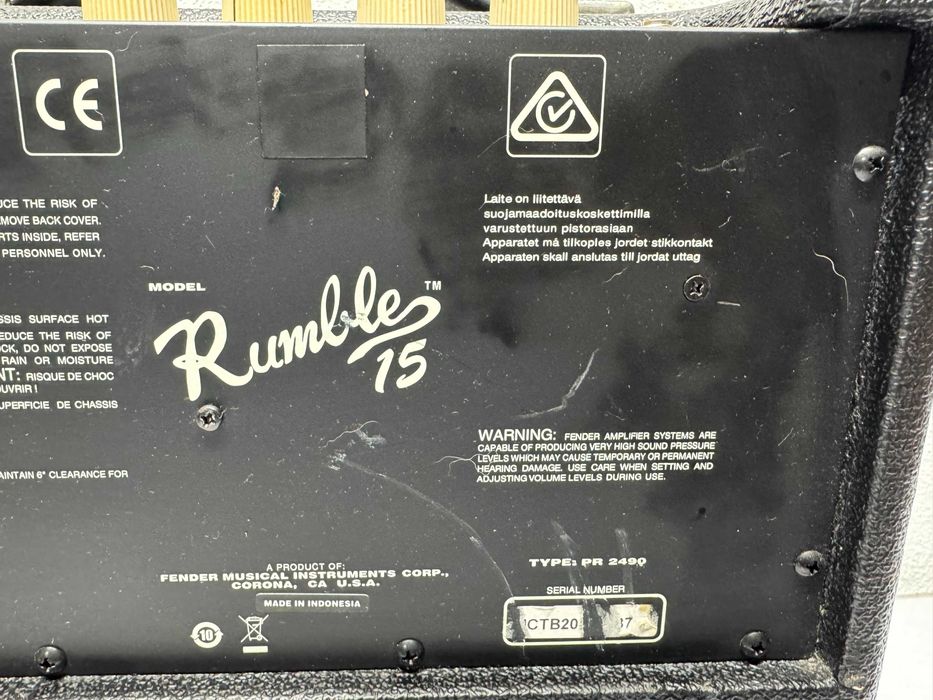 CE
UCE THE RISK OF
EMOVE BACK COVER.
RTS INSIDE, REFER
PERSONNEL ONLY.
Laite on liitettävä
suojamaadoituskoskettimilla
varustettuun pistorasiaan
Apparatet må tilkoples jordet stikkontakt
Apparaten skall anslutas till jordat uttag
MODEL
Rumble TM
15
SSIS SURFACE HOT
EDUCE THE RISK OF
OCK, DO NOT EXPOSE
RAIN OR MOISTURE
NT: RISQUE DE CHOC
OUVRIR !
UPERFICIE DE CHASSIS
AINTAIN 6" CLEARANCE FOR
WARNING: FENDER AMPLIFIER SYSTEMS ARE
CAPABLE OF PRODUCING VERY HIGH SOUND PRESSURE
LEVELS WHICH MAY CAUSE TEMPORARY OR PERMANENT
HEARING DAMAGE. USE CARE WHEN SETTING AND
ADJUSTING VOLUME LEVELS DURING USE.
A PRODUCT OF:
FENDER MUSICAL INSTRUMENTS CORP.,
CORONA, CA U.S.A.
MADE IN INDONESIA
10
TYPE: PR 2490
SERIAL NUMBER
ICTB20 37